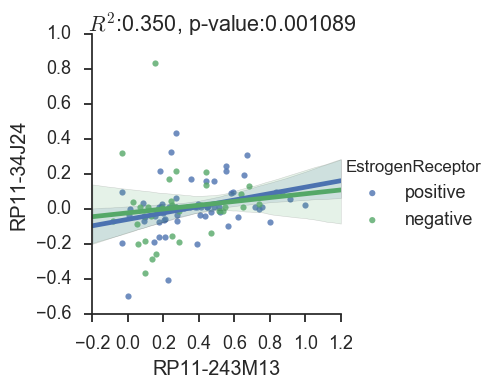 R²:0.350, p-value:0.001089
1.0
0.8
0.6
0.4
0.2
0.0
−0.2
−0.4
−0.6
RP11-34J24
EstrogenReceptor
positive
negative
−0.2 0.0 0.2 0.4 0.6 0.8 1.0 1.2
RP11-243M13